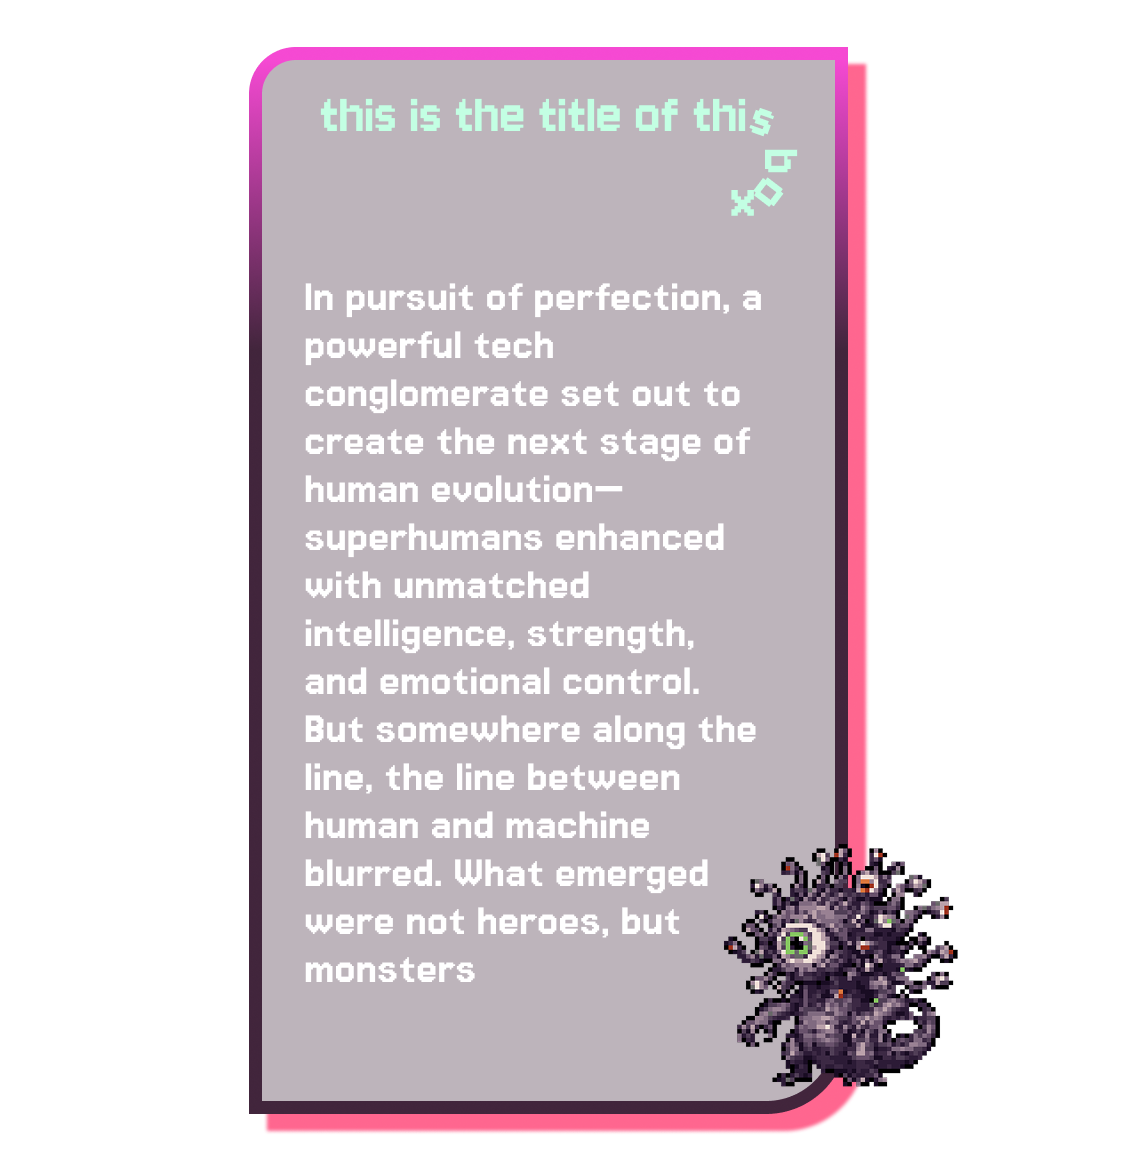 this is the title of this box
In pursuit of perfection, a
powerful tech
conglomerate set out to
create the next stage of
human evolution—
superhumans enhanced
with unmatched
intelligence, strength,
and emotional control.
But somewhere along the
line, the line between
human and machine
blurred. What emerged
were not heroes, but
monsters